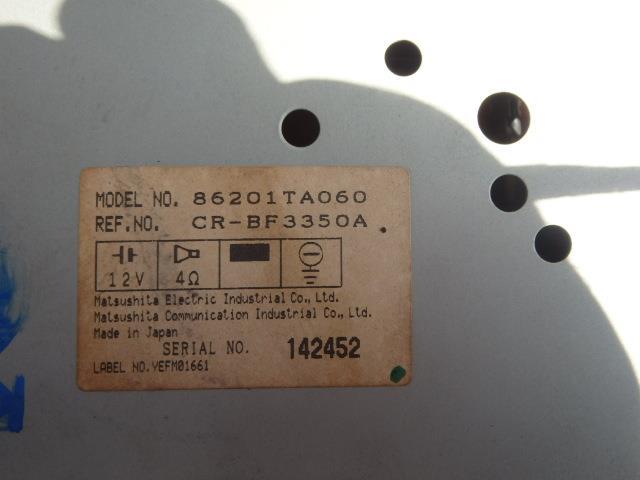 MODEL NO. 86201TA060
REF.NO. CR-BF3350A
12V 4Ω
Matsushita Electric Industrial Co., Ltd.
Matsushita Communication Industrial Co., Ltd.
Made in Japan
SERIAL NO. 142452
LABEL NO.YEFM01661